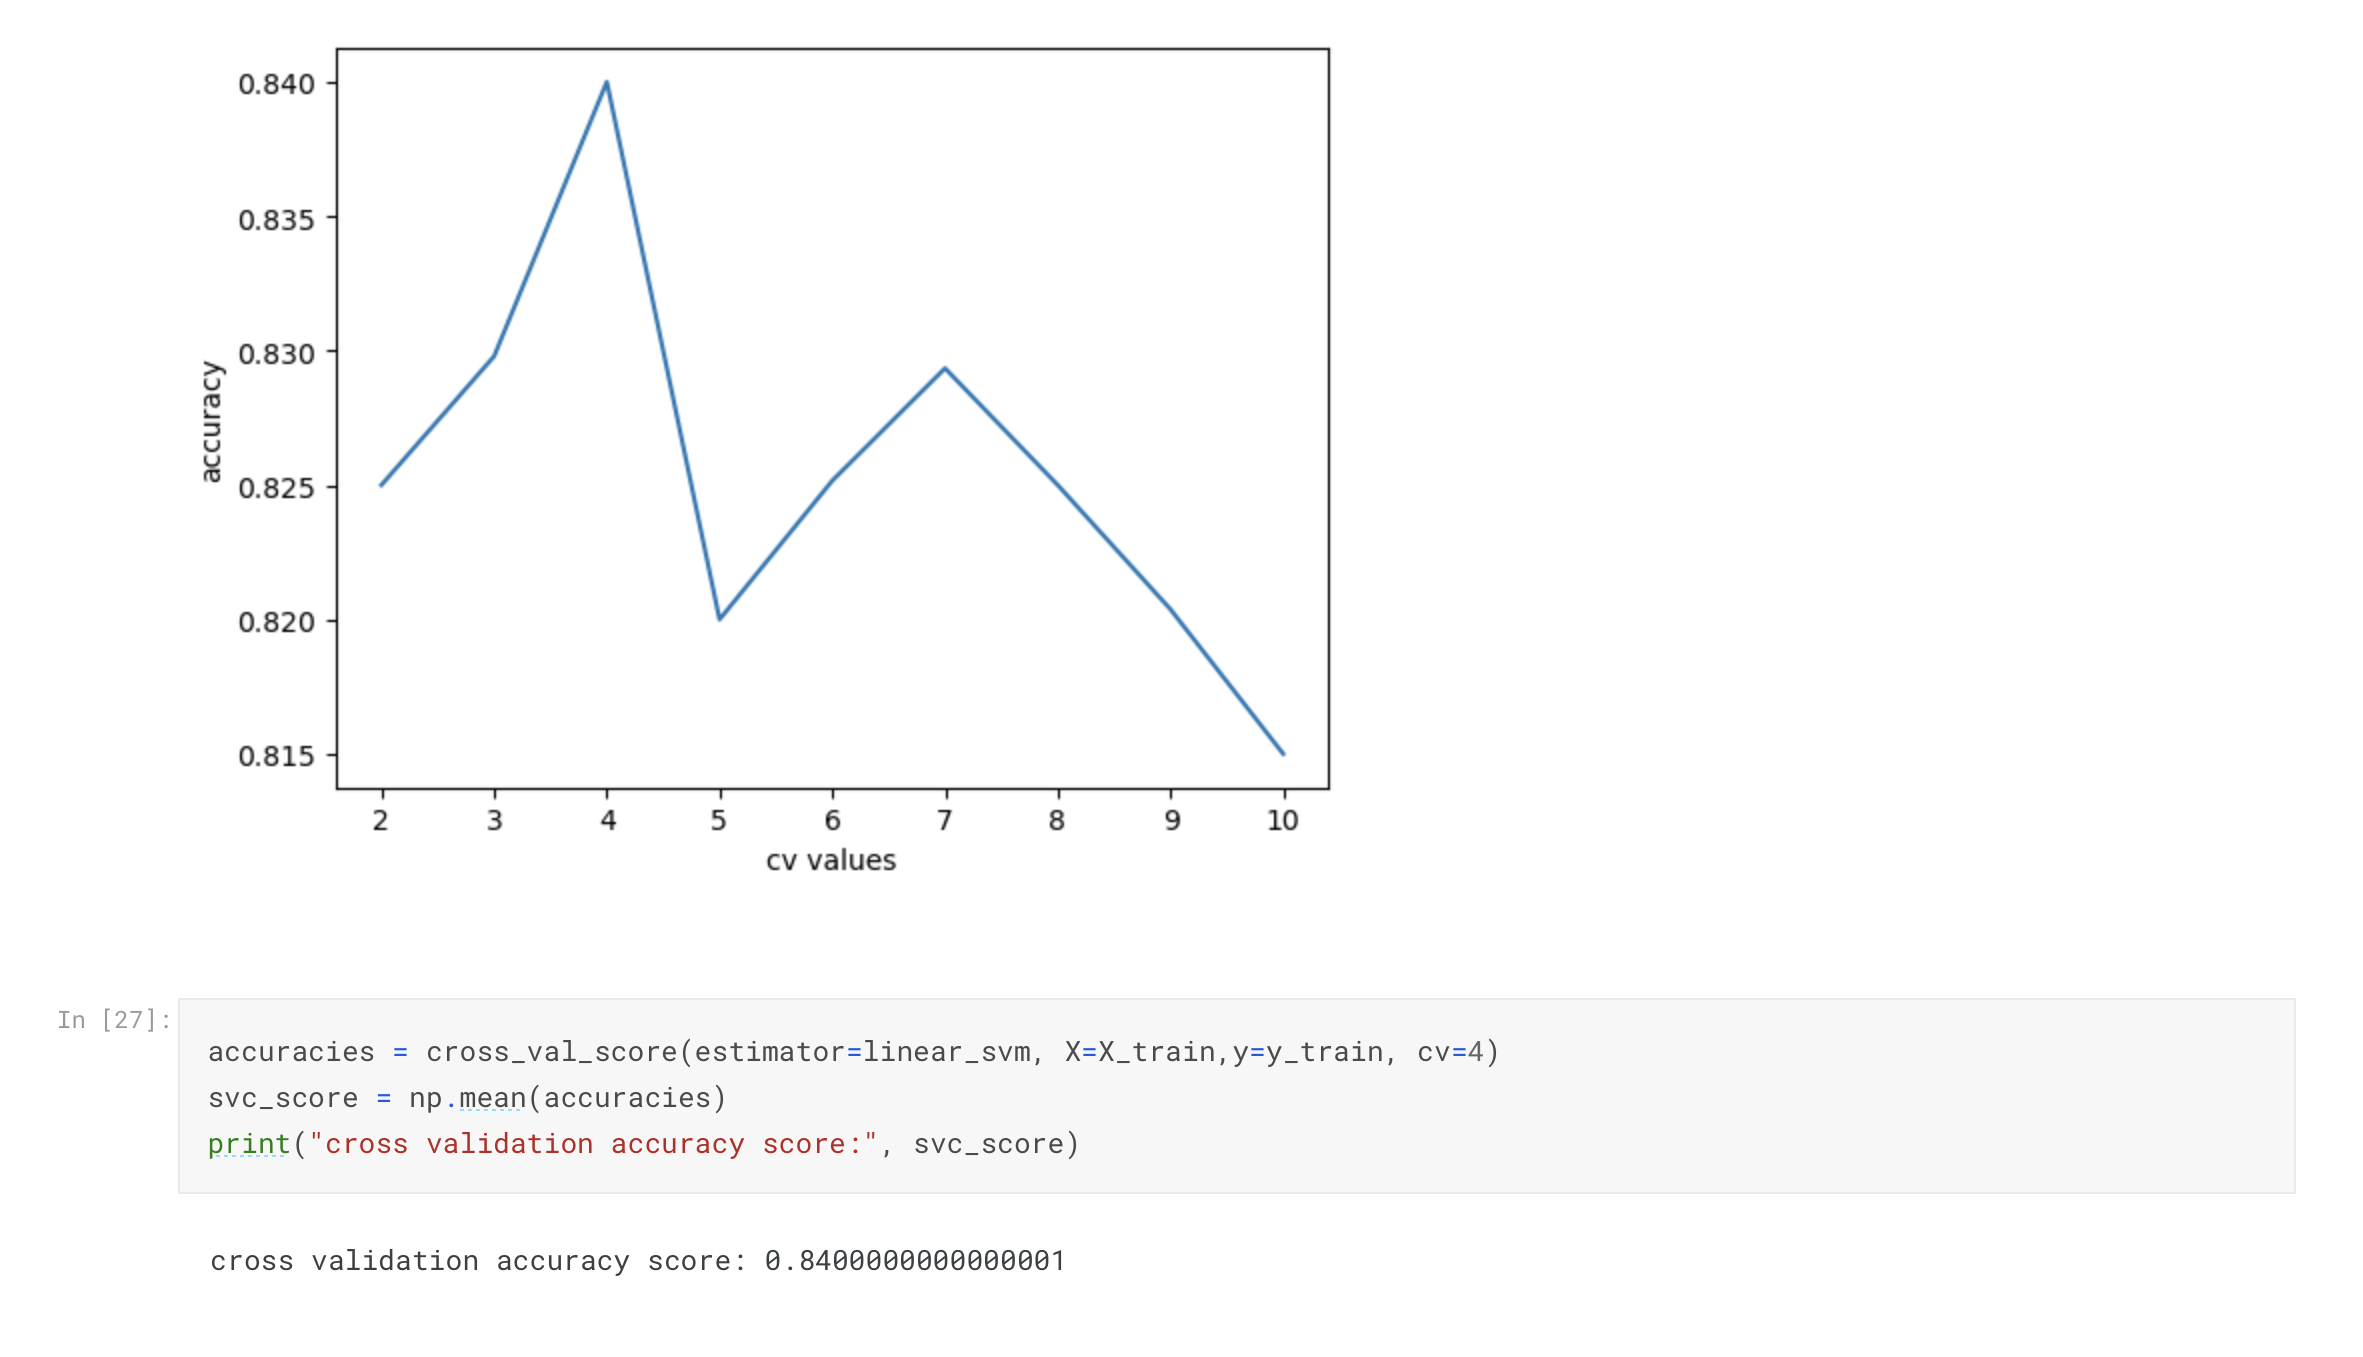 0.840
0.835
0.830
0.825
0.820
0.815
accuracy
2 3 4 5 6 7 8 9 10
cv values
In [27]:
accuracies = cross_val_score(estimator=linear_svm, X=X_train,y=y_train, cv=4)
svc_score = np.mean(accuracies)
print("cross validation accuracy score:", svc_score)
cross validation accuracy score: 0.8400000000000001